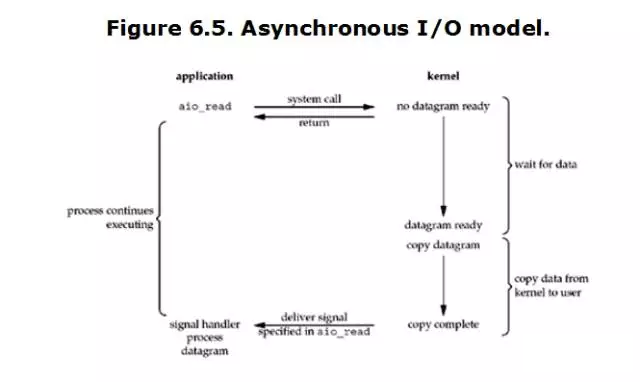 Figure 6.5. Asynchronous I/O model.
application
kernel
aio_read
system call
return
no datagram ready
wait for data
process continues
executing
datagram ready
copy datagram
copy data from
kernel to user
signal handler
process
datagram
deliver signal
specified in aio_read
copy complete